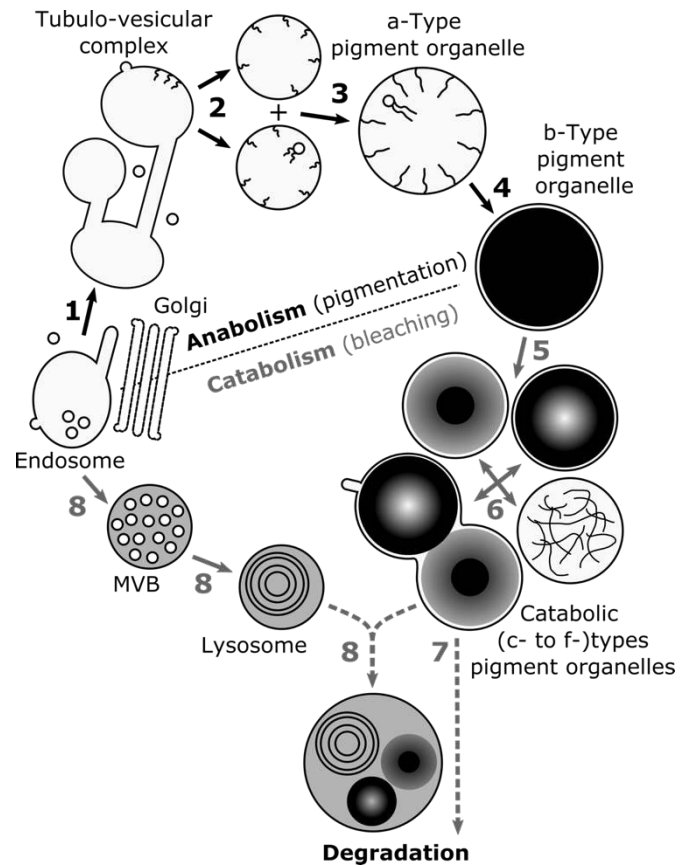 Tubulo-vesicular
complex
a-Type
pigment organelle
2
+
3
b-Type
pigment
organelle
4
1
Golgi
Anabolism (pigmentation)
Catabolism (bleaching)
5
Endosome
8
6
MVB
8
Lysosome
Catabolic
(c- to f-)types
pigment organelles
8
7
Degradation